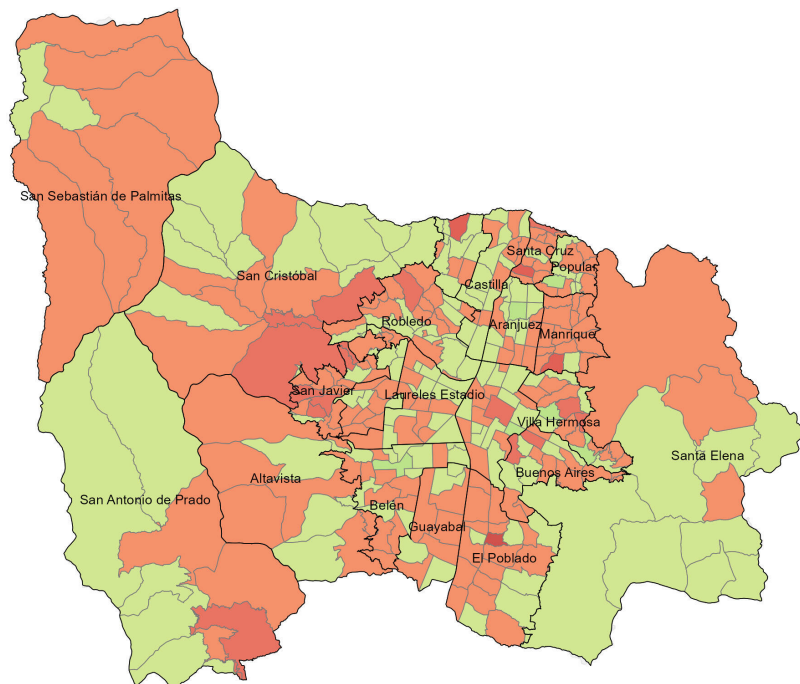 San Sebastián de Palmitas
San Cristóbal
Santa Cruz
Popular
Castilla
Robledo
Aranjuez
Manrique
San Javier
Laureles Estadio
Villa Hermosa
Santa Elena
Buenos Aires
Altavista
San Antonio de Prado
Belén
Guayabal
El Poblado